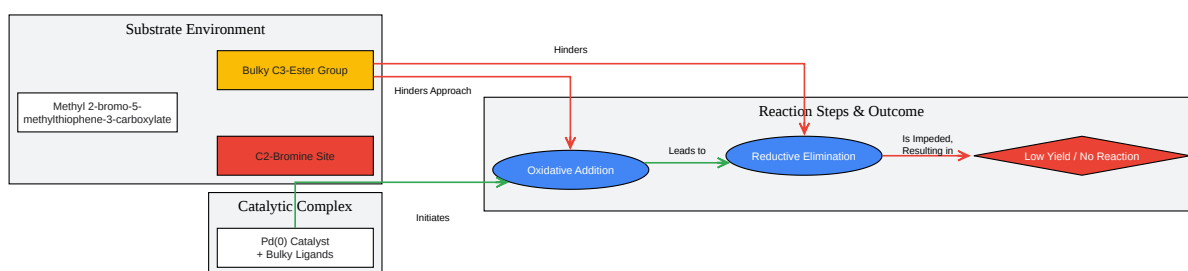 Substrate Environment
Bulky C3-Ester Group
Methyl 2-bromo-5-
methylthiophene-3-carboxylate
C2-Bromine Site
Catalytic Complex
Pd(0) Catalyst
+ Bulky Ligands
Hinders
Hinders Approach
Initiates
Reaction Steps & Outcome
Oxidative Addition
Leads to
Reductive Elimination
Is Impeded,
Resulting in
Low Yield / No Reaction